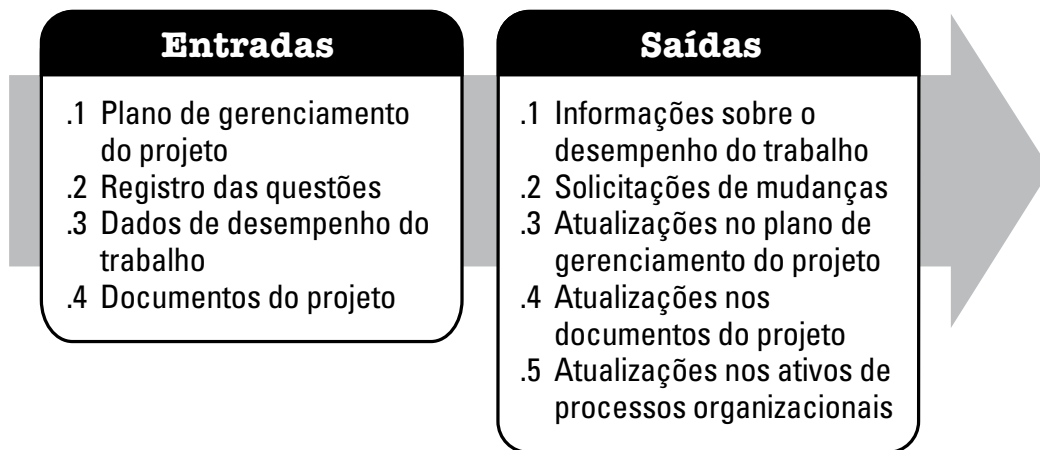 Entradas
.1 Plano de gerenciamento
do projeto
.2 Registro das questões
.3 Dados de desempenho do
trabalho
.4 Documentos do projeto
Saídas
.1 Informações sobre o
desempenho do trabalho
.2 Solicitações de mudanças
.3 Atualizações no plano de
gerenciamento do projeto
.4 Atualizações nos
documentos do projeto
.5 Atualizações nos ativos de
processos organizacionais